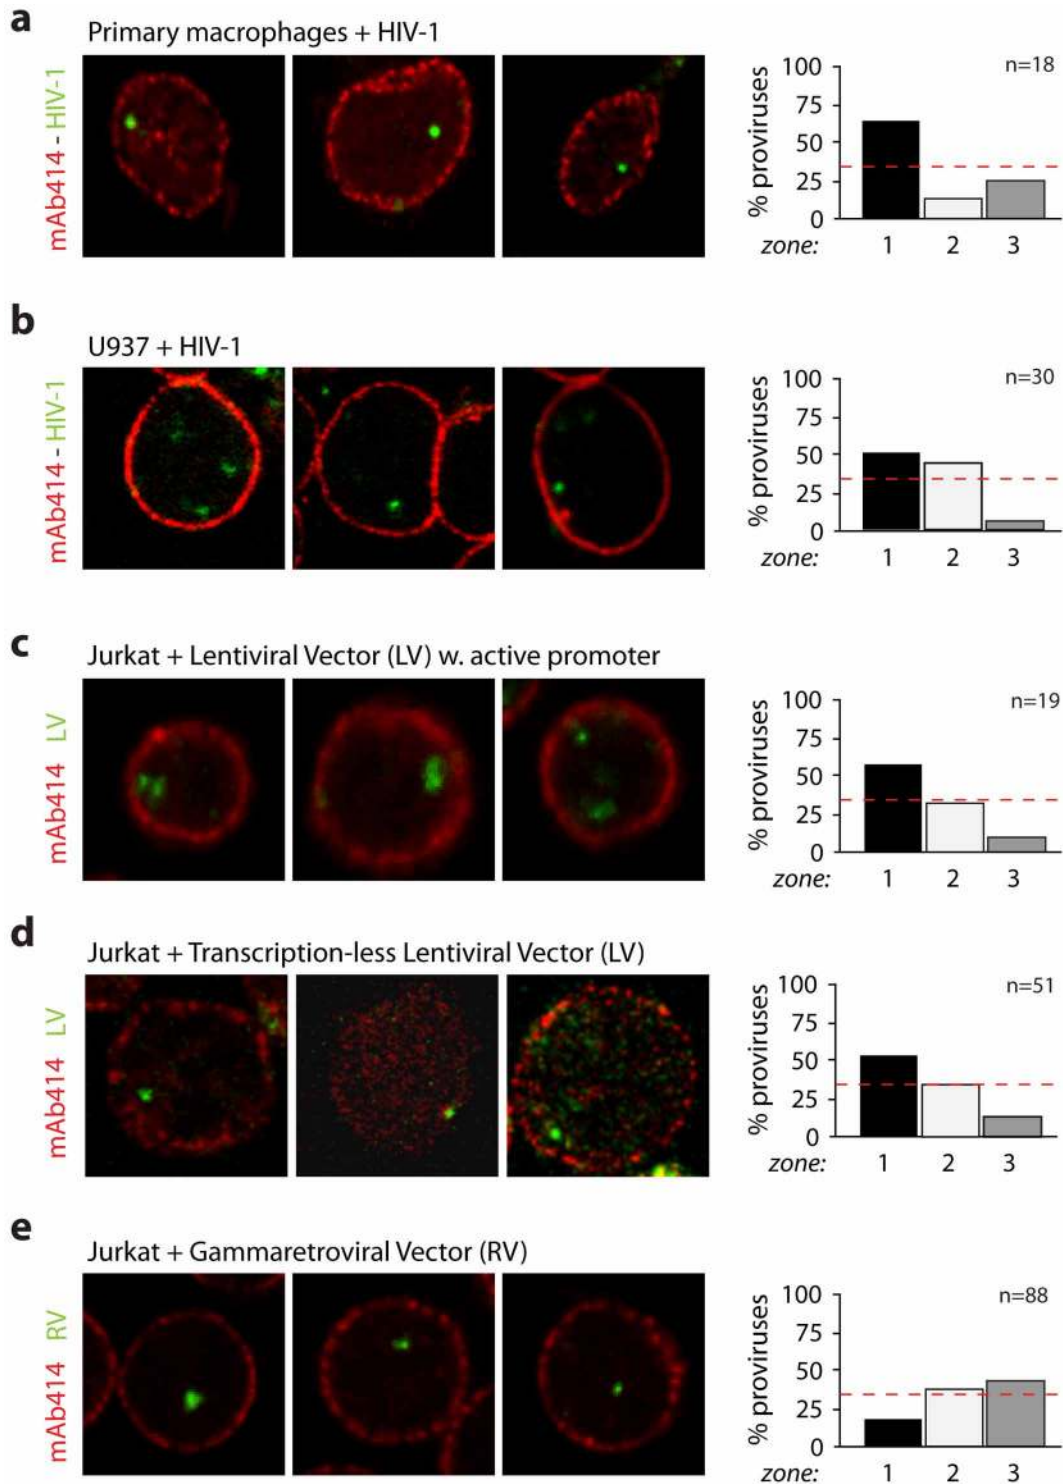 a
Primary macrophages + HIV-1
mAb414 - HIV-1
% proviruses
100
75
50
25
0
n=18
zone: 1 2 3
b
U937 + HIV-1
mAb414 - HIV-1
% proviruses
100
75
50
25
0
n=30
zone: 1 2 3
c
Jurkat + Lentiviral Vector (LV) w. active promoter
mAb414 LV
% proviruses
100
75
50
25
0
n=19
zone: 1 2 3
d
Jurkat + Transcription-less Lentiviral Vector (LV)
mAb414 LV
% proviruses
100
75
50
25
0
n=51
zone: 1 2 3
e
Jurkat + Gammaretroviral Vector (RV)
mAb414 RV
% proviruses
100
75
50
25
0
n=88
zone: 1 2 3